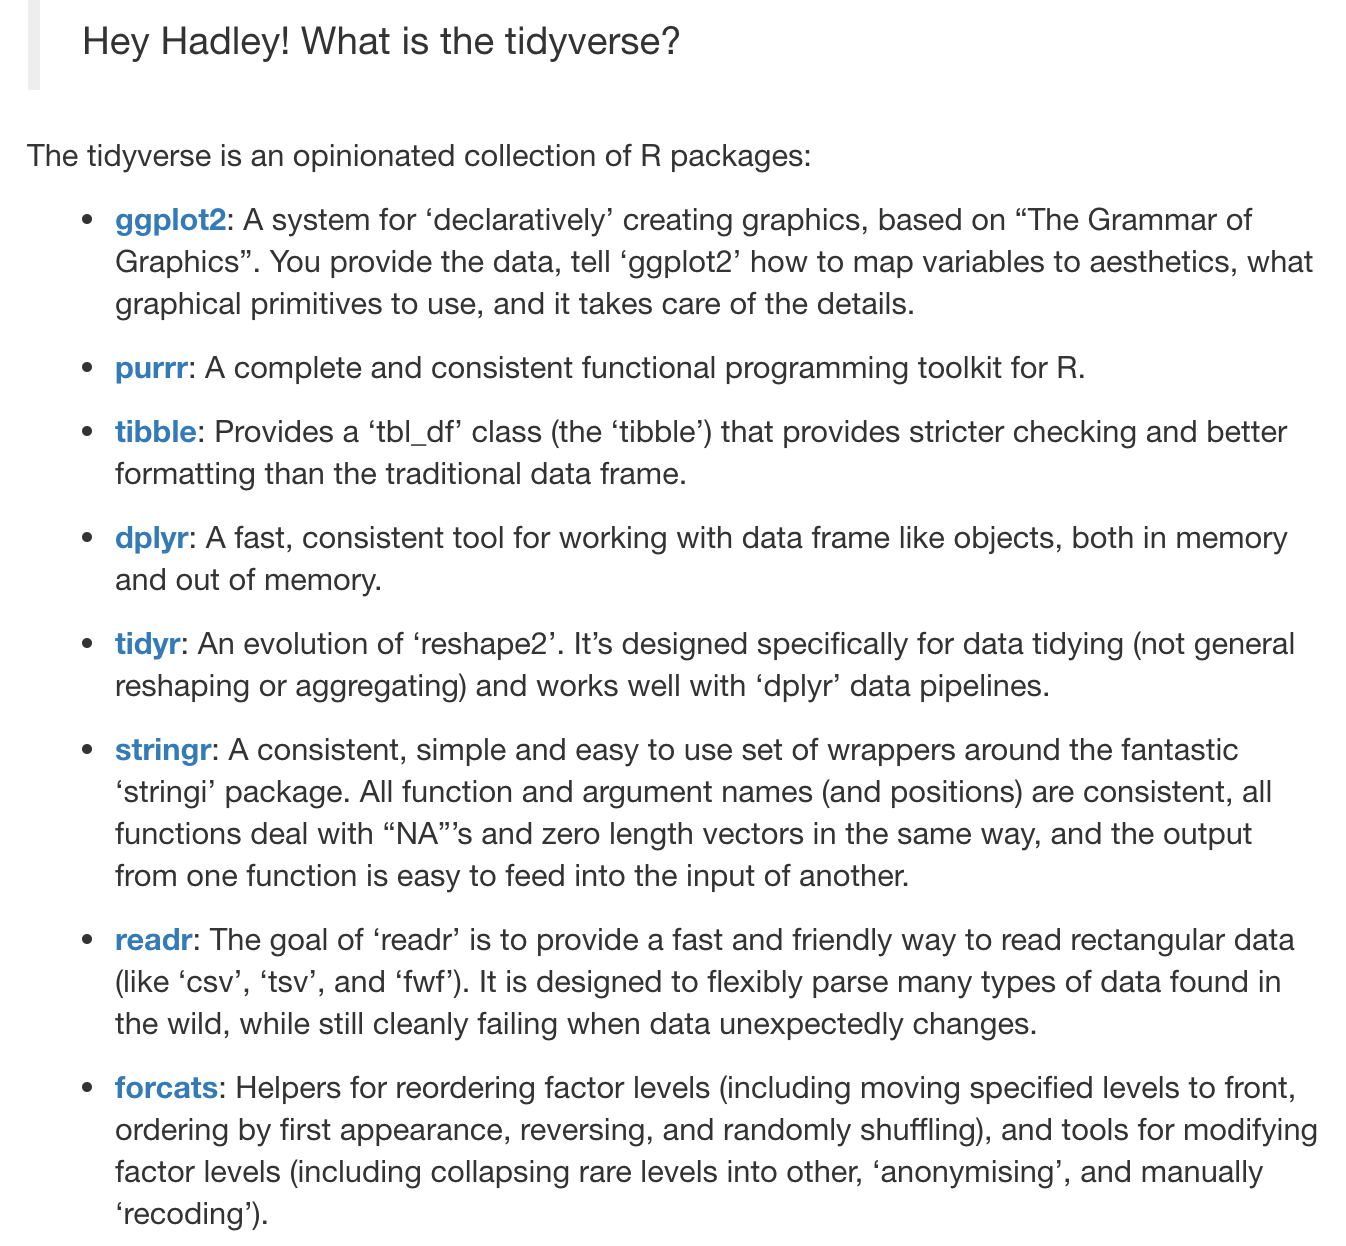 Hey Hadley! What is the tidyverse?
The tidyverse is an opinionated collection of R packages:
• ggplot2: A system for ‘declaratively’ creating graphics, based on “The Grammar of
Graphics”. You provide the data, tell ‘ggplot2’ how to map variables to aesthetics, what
graphical primitives to use, and it takes care of the details.
• purrr: A complete and consistent functional programming toolkit for R.
• tibble: Provides a ‘tbl_df’ class (the ‘tibble’) that provides stricter checking and better
formatting than the traditional data frame.
• dplyr: A fast, consistent tool for working with data frame like objects, both in memory
and out of memory.
• tidyr: An evolution of ‘reshape2’. It’s designed specifically for data tidying (not general
reshaping or aggregating) and works well with ‘dplyr’ data pipelines.
• stringr: A consistent, simple and easy to use set of wrappers around the fantastic
‘stringi’ package. All function and argument names (and positions) are consistent, all
functions deal with “NA”’s and zero length vectors in the same way, and the output
from one function is easy to feed into the input of another.
• readr: The goal of ‘readr’ is to provide a fast and friendly way to read rectangular data
(like ‘csv’, ‘tsv’, and ‘fwf’). It is designed to flexibly parse many types of data found in
the wild, while still cleanly failing when data unexpectedly changes.
• forcats: Helpers for reordering factor levels (including moving specified levels to front,
ordering by first appearance, reversing, and randomly shuffling), and tools for modifying
factor levels (including collapsing rare levels into other, ‘anonymising’, and manually
‘recoding’).